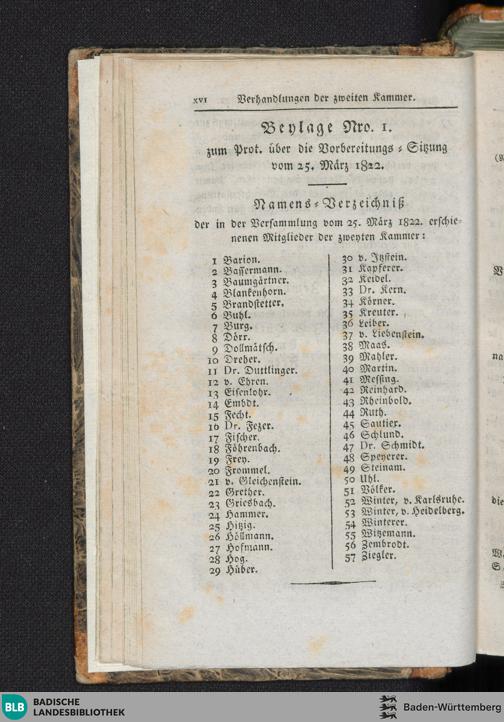 XVI Verhandlungen der zweiten Kammer.
Beylage Nro. 1.
zum Prot. über die Vorbereitungs-Sitzung
vom 25. März 1822.
Namens-Verzeichniß
der in der Versammlung vom 25. März 1822. erschie-
nenen Mitglieder der zweyten Kammer:
1 Barion.
2 Bassermann.
3 Baumgärtner.
4 Blankenhorn.
5 Brandstetter.
6 Buhl.
7 Burg.
8 Dörr.
9 Dollmätsch.
10 Dreher.
11 Dr. Duttlinger.
12 v. Ehren.
13 Eisenlohr.
14 Embdt.
15 Fecht.
16 Dr. Fezer.
17 Fischer.
18 Föhrenbach.
19 Frey.
20 Frommel.
21 v. Gleichenstein.
22 Grether.
23 Griesbach.
24 Hammer.
25 Hitzig.
26 Höllmann.
27 Hofmann.
28 Hog.
29 Hüber.
30 v. Itzstein.
31 Kapferer.
32 Keidel.
33 Dr. Kern.
34 Körner.
35 Kreuter.
36 Leiber.
37 v. Liebenstein.
38 Maas.
39 Mahler.
40 Martin.
41 Messing.
42 Reinhard.
43 Rheinbold.
44 Ruth.
45 Sautier.
46 Schlund.
47 Dr. Schmidt.
48 Speyerer.
49 Steinam.
50 Uhl.
51 Völker.
52 Winter, v. Karlsruhe.
53 Winter, v. Heidelberg.
54 Winterer.
55 Witzemann.
56 Zembrodt.
57 Ziegler.
BLB BADISCHE
LANDESBIBLIOTHEK
Baden-Württemberg